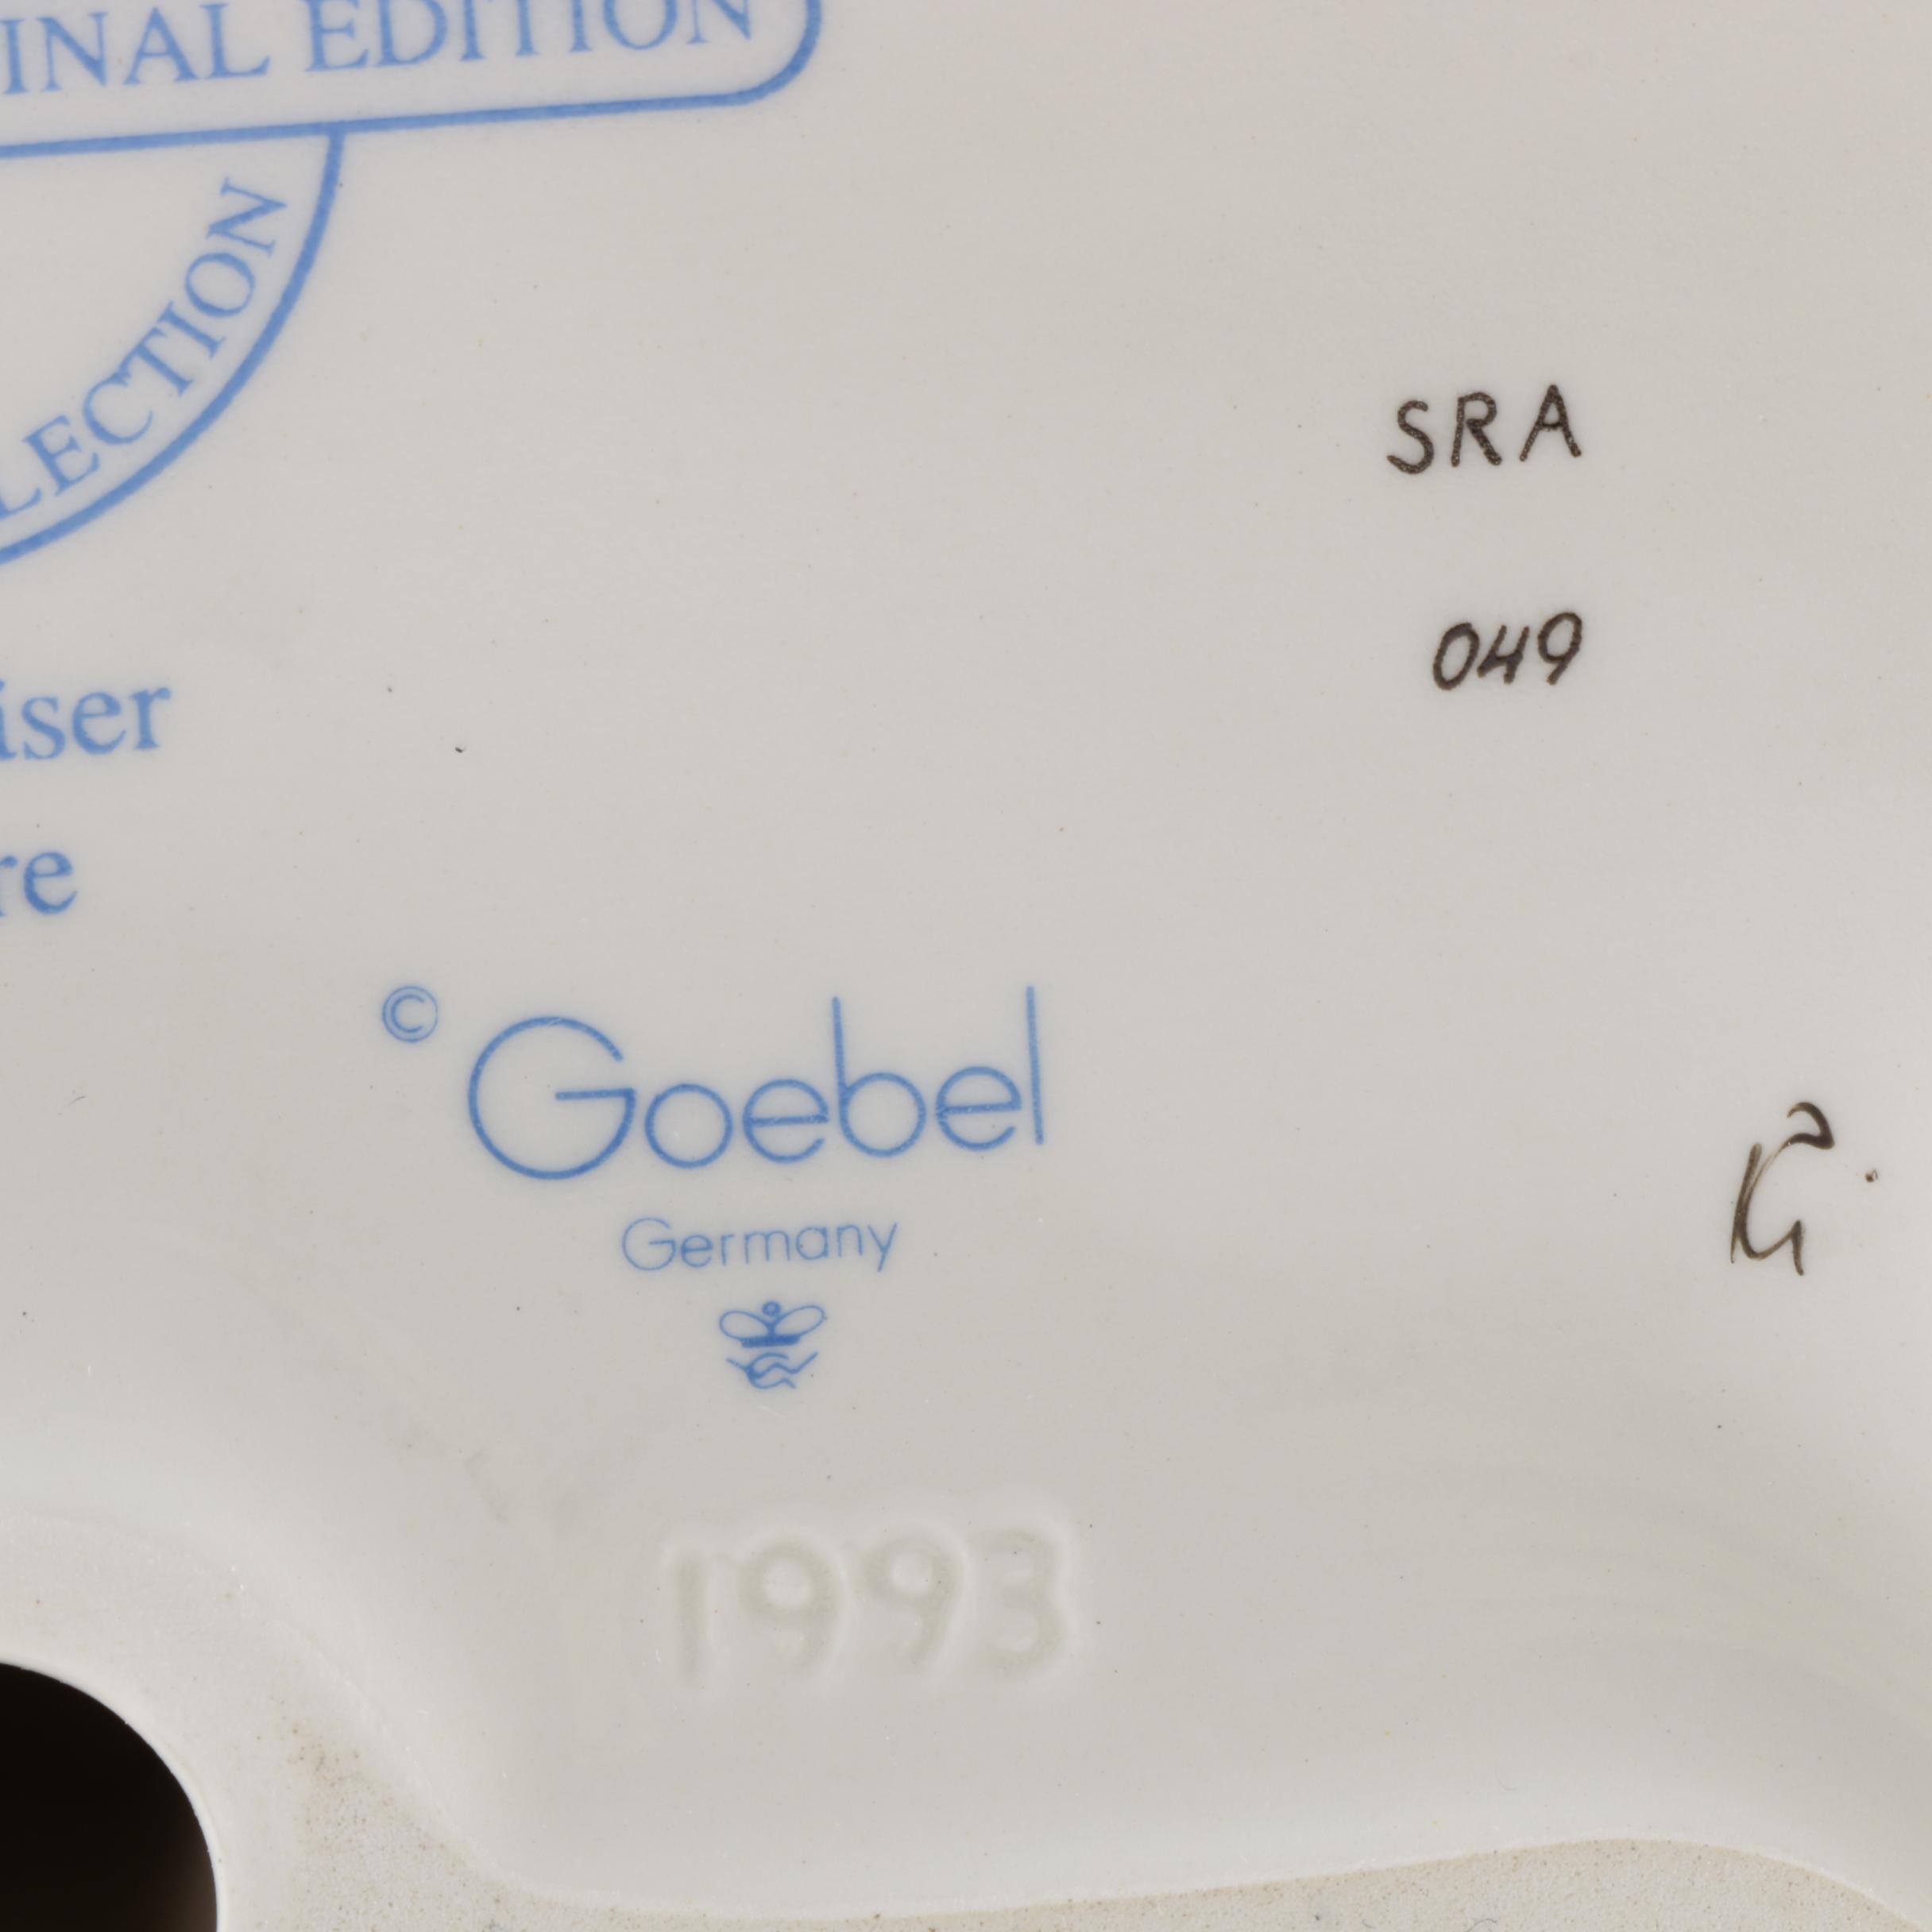 INAL EDITION
LECTION
SRA
049
iser
re
© Goebel
Germany
1993